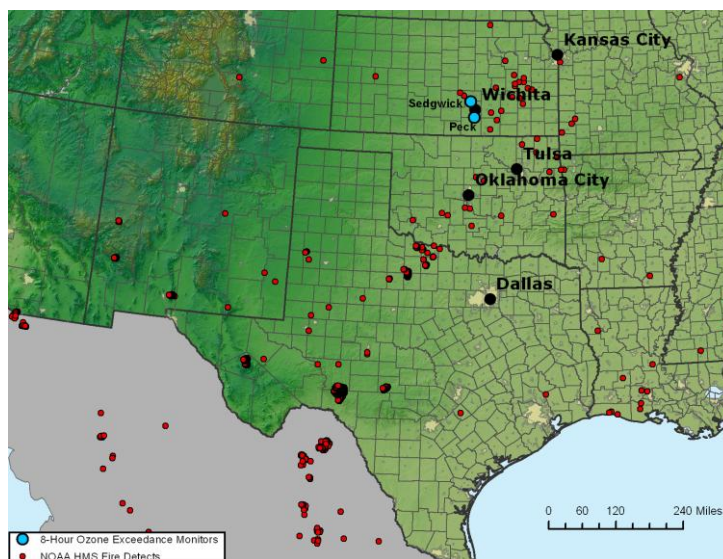 Kansas City
Sedgwick
Wichita
Peck
Tulsa
Oklahoma City
Dallas
0 60 120 240 Miles
8-Hour Ozone Exceedance Monitors
NOAA HMS Fire Detects